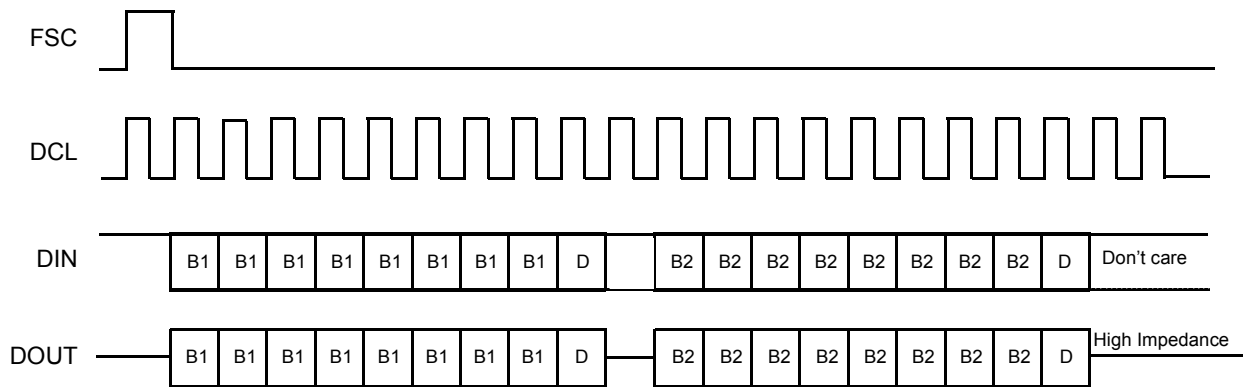 FSC
DCL
DIN B1 B1 B1 B1 B1 B1 B1 B1 D B2 B2 B2 B2 B2 B2 B2 B2 D Don't care
DOUT B1 B1 B1 B1 B1 B1 B1 B1 D B2 B2 B2 B2 B2 B2 B2 B2 D High Impedance